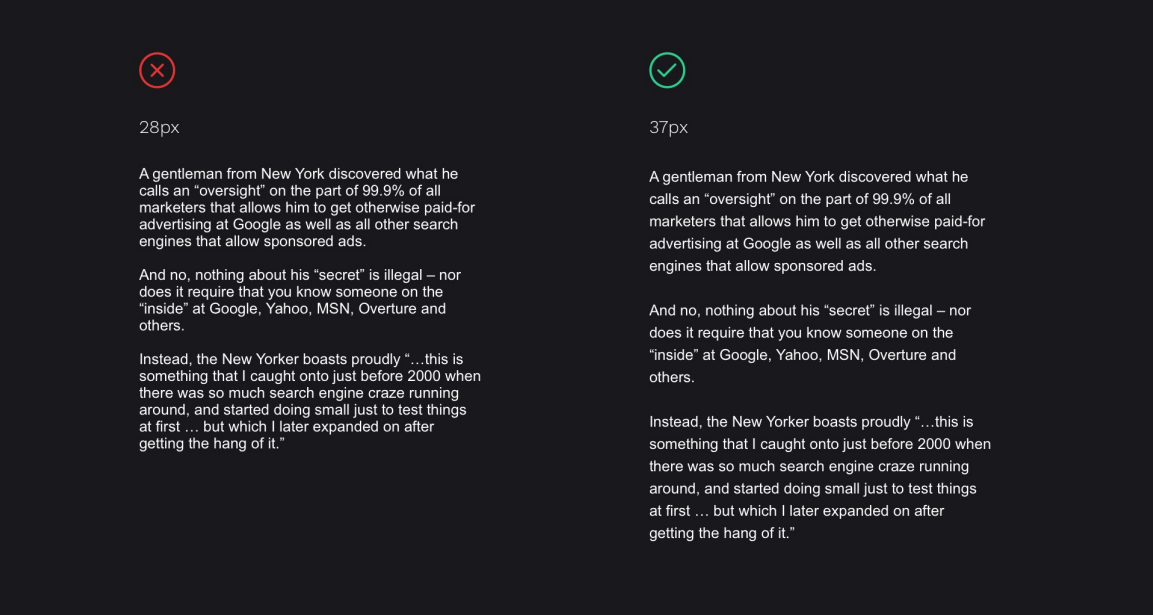 28px
A gentleman from New York discovered what he
calls an “oversight” on the part of 99.9% of all
marketers that allows him to get otherwise paid-for
advertising at Google as well as all other search
engines that allow sponsored ads.
And no, nothing about his “secret” is illegal – nor
does it require that you know someone on the
“inside” at Google, Yahoo, MSN, Overture and
others.
Instead, the New Yorker boasts proudly “…this is
something that I caught onto just before 2000 when
there was so much search engine craze running
around, and started doing small just to test things
at first … but which I later expanded on after
getting the hang of it.”
37px
A gentleman from New York discovered what he
calls an “oversight” on the part of 99.9% of all
marketers that allows him to get otherwise paid-for
advertising at Google as well as all other search
engines that allow sponsored ads.
And no, nothing about his “secret” is illegal – nor
does it require that you know someone on the
“inside” at Google, Yahoo, MSN, Overture and
others.
Instead, the New Yorker boasts proudly “…this is
something that I caught onto just before 2000 when
there was so much search engine craze running
around, and started doing small just to test things
at first … but which I later expanded on after
getting the hang of it.”